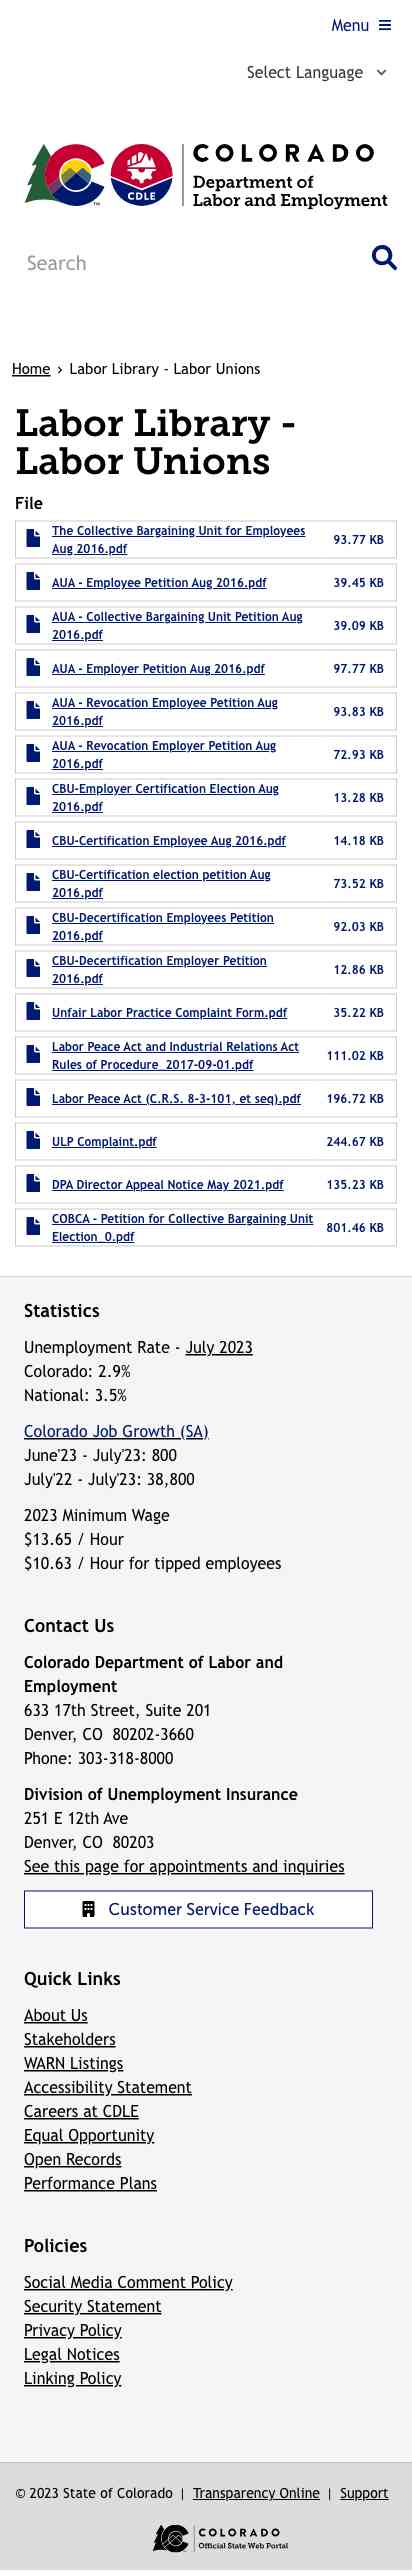 Menu
Select Language
COLORADO
Department of
Labor and Employment
CDLE
TM
Search
Home › Labor Library - Labor Unions
Labor Library -
Labor Unions
File
The Collective Bargaining Unit for Employees
Aug 2016.pdf
93.77 KB
AUA - Employee Petition Aug 2016.pdf 39.45 KB
AUA - Collective Bargaining Unit Petition Aug
2016.pdf
39.09 KB
AUA - Employer Petition Aug 2016.pdf 97.77 KB
AUA - Revocation Employee Petition Aug
2016.pdf
93.83 KB
AUA - Revocation Employer Petition Aug
2016.pdf
72.93 KB
CBU-Employer Certification Election Aug
2016.pdf
13.28 KB
CBU-Certification Employee Aug 2016.pdf 14.18 KB
CBU-Certification election petition Aug
2016.pdf
73.52 KB
CBU-Decertification Employees Petition
2016.pdf
92.03 KB
CBU-Decertification Employer Petition
2016.pdf
12.86 KB
Unfair Labor Practice Complaint Form.pdf 35.22 KB
Labor Peace Act and Industrial Relations Act
Rules of Procedure_2017-09-01.pdf
111.02 KB
Labor Peace Act (C.R.S. 8-3-101, et seq).pdf 196.72 KB
ULP Complaint.pdf 244.67 KB
DPA Director Appeal Notice May 2021.pdf 135.23 KB
COBCA - Petition for Collective Bargaining Unit
Election_0.pdf
801.46 KB
Statistics
Unemployment Rate - July 2023
Colorado: 2.9%
National: 3.5%
Colorado Job Growth (SA)
June'23 - July'23: 800
July'22 - July'23: 38,800
2023 Minimum Wage
$13.65 / Hour
$10.63 / Hour for tipped employees
Contact Us
Colorado Department of Labor and
Employment
633 17th Street, Suite 201
Denver, CO 80202-3660
Phone: 303-318-8000
Division of Unemployment Insurance
251 E 12th Ave
Denver, CO 80203
See this page for appointments and inquiries
Customer Service Feedback
Quick Links
About Us
Stakeholders
WARN Listings
Accessibility Statement
Careers at CDLE
Equal Opportunity
Open Records
Performance Plans
Policies
Social Media Comment Policy
Security Statement
Privacy Policy
Legal Notices
Linking Policy
© 2023 State of Colorado | Transparency Online | Support
COLORADO
Official State Web Portal